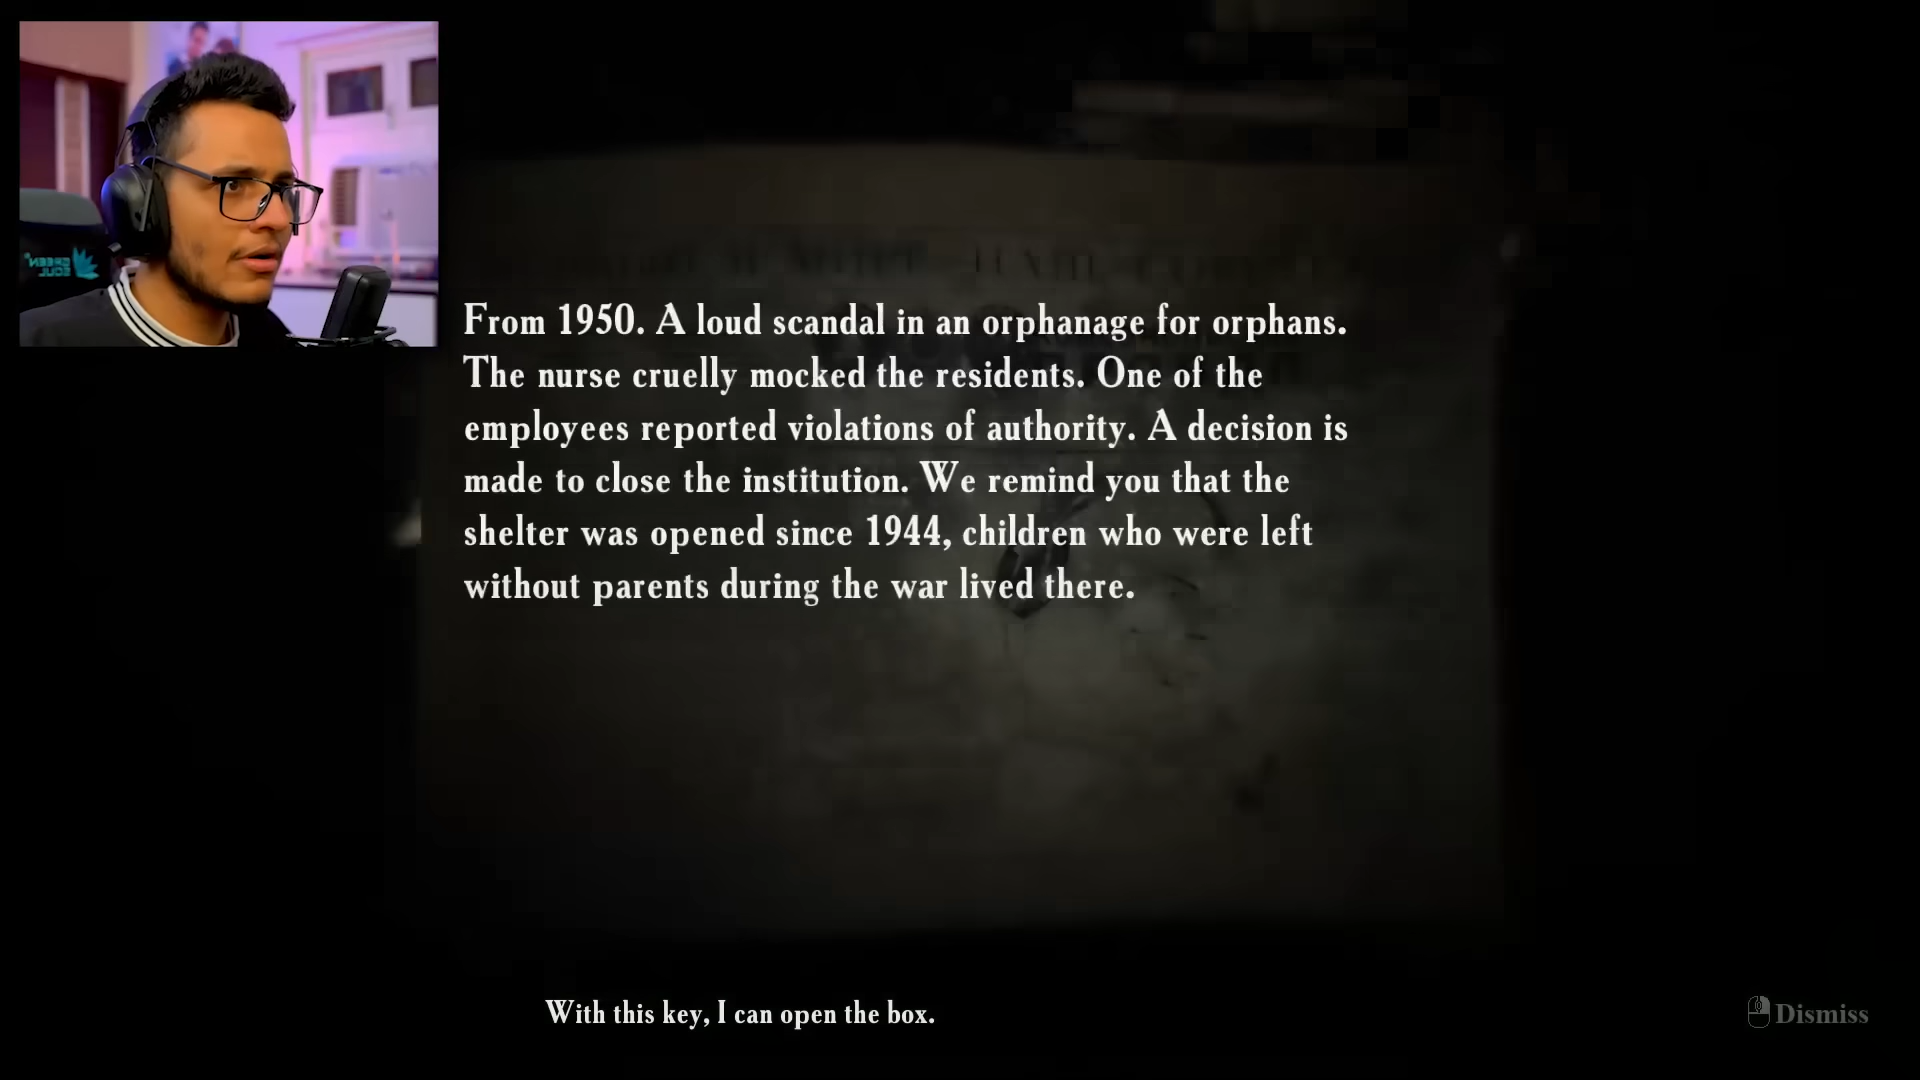 From 1950. A loud scandal in an orphanage for orphans.
The nurse cruelly mocked the residents. One of the
employees reported violations of authority. A decision is
made to close the institution. We remind you that the
shelter was opened since 1944, children who were left
without parents during the war lived there.
With this key, I can open the box.
Dismiss
GREEN
SOUL